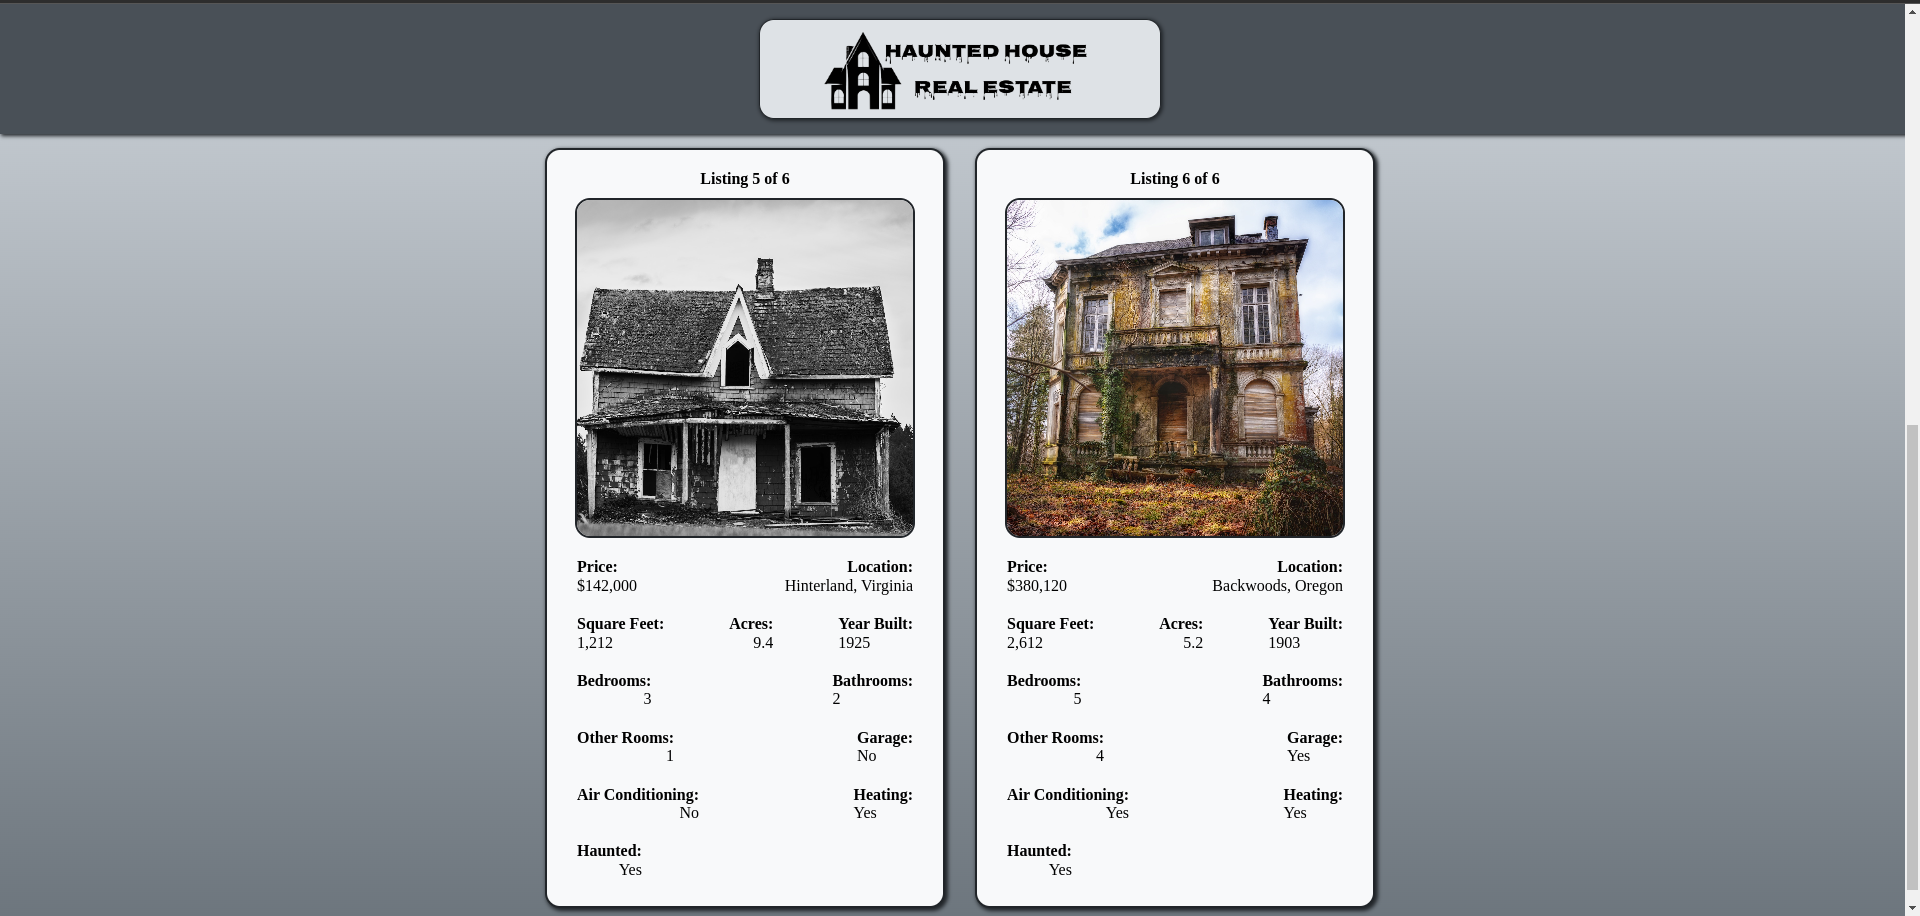 HAUNTED HOUSE
REAL ESTATE
Listing 5 of 6
Price: Location:
$142,000 Hinterland, Virginia
Square Feet: Acres: Year Built:
1,212 9.4 1925
Bedrooms: Bathrooms:
3 2
Other Rooms: Garage:
1 No
Air Conditioning: Heating:
No Yes
Haunted:
Yes
Listing 6 of 6
Price: Location:
$380,120 Backwoods, Oregon
Square Feet: Acres: Year Built:
2,612 5.2 1903
Bedrooms: Bathrooms:
5 4
Other Rooms: Garage:
4 Yes
Air Conditioning: Heating:
Yes Yes
Haunted:
Yes